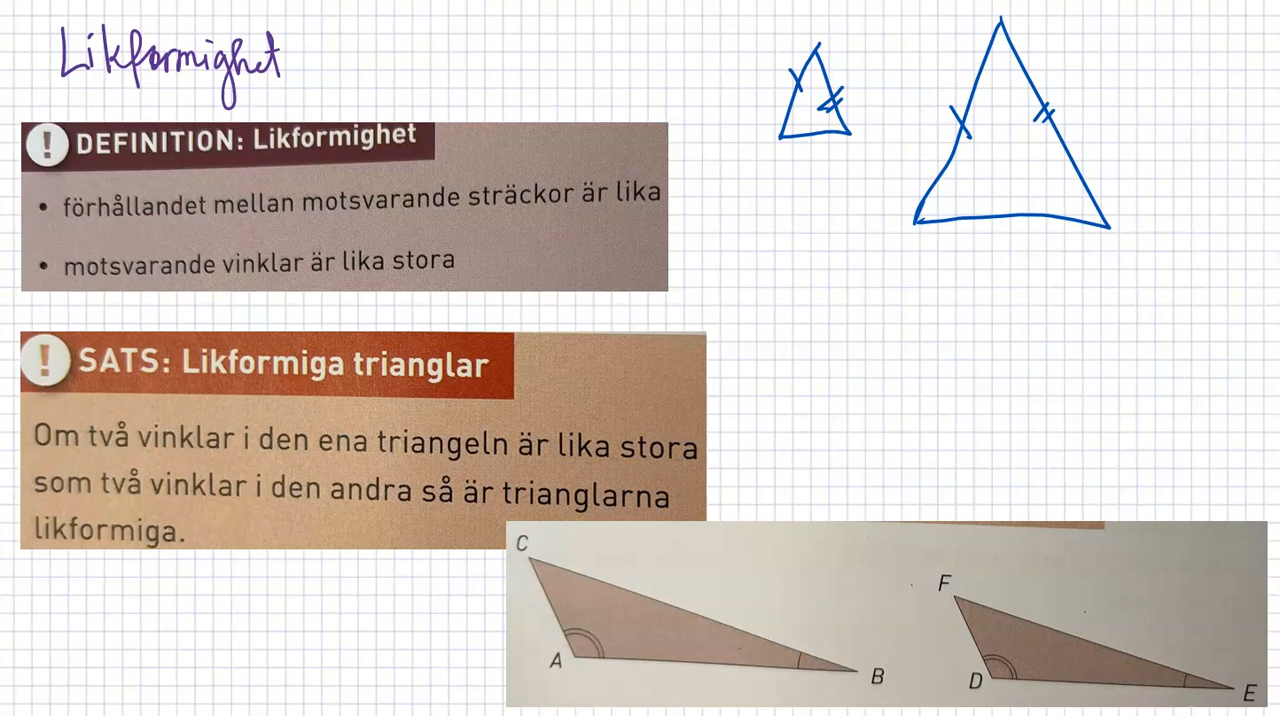 Likformighet
! DEFINITION: Likformighet
• förhållandet mellan motsvarande sträckor är lika
• motsvarande vinklar är lika stora
! SATS: Likformiga trianglar
Om två vinklar i den ena triangeln är lika stora
som två vinklar i den andra så är trianglarna
likformiga.
C
A
B
F
D
E